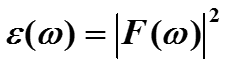 ε(ω) = |F(ω)|²